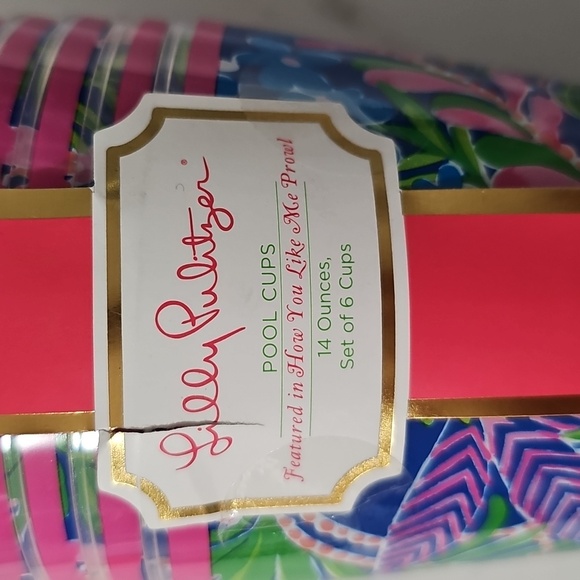 Lilly Pulitzer®
POOL CUPS
Featured in How You Like Me Prowl
14 Ounces,
Set of 6 Cups